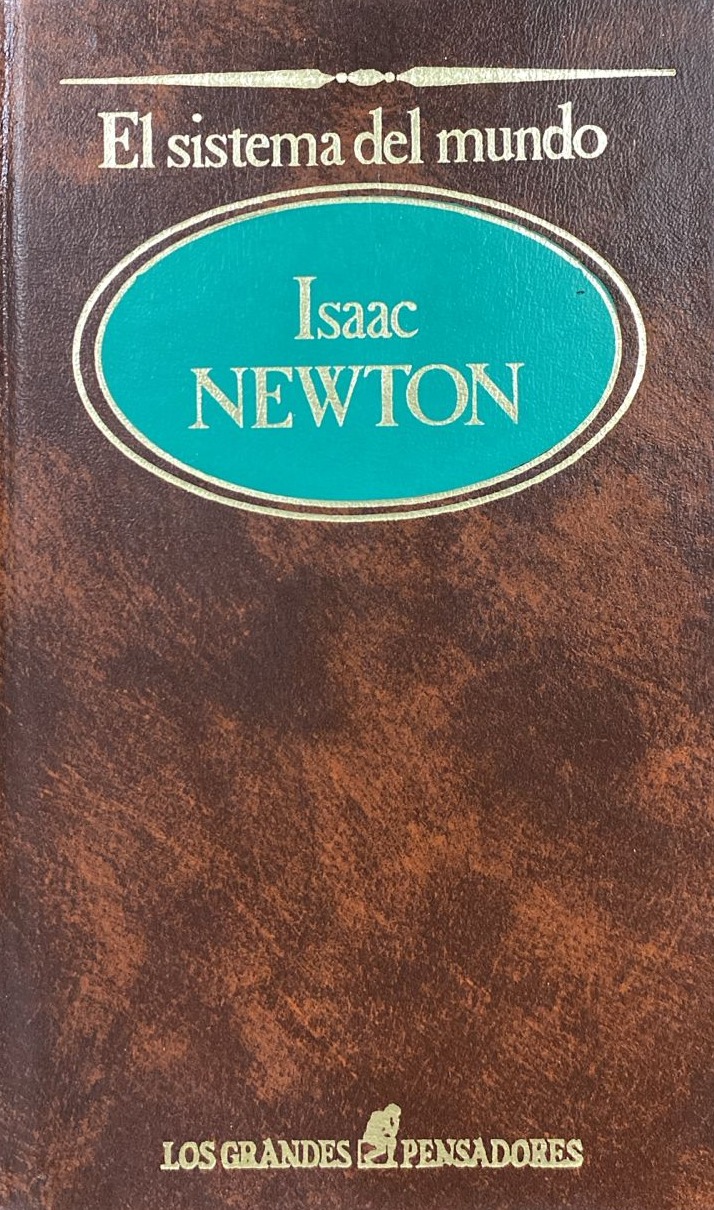 El sistema del mundo
Isaac
NEWTON
LOS GRANDES PENSADORES